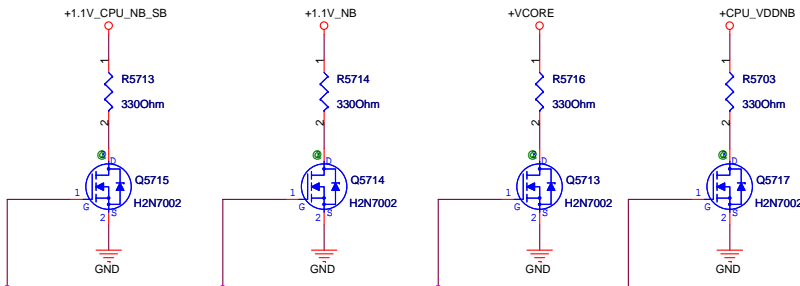 +1.1V_CPU_NB_SB
+1.1V_NB
+VCORE
+CPU_VDDNB
1
1
1
1
R5713
R5714
R5716
R5703
330Ohm
330Ohm
330Ohm
330Ohm
2
2
2
2
@
D
@
D
@
D
@
D
Q5715
Q5714
Q5713
Q5717
1
1
1
1
H2N7002
H2N7002
H2N7002
H2N7002
G
S
G
S
G
S
G
S
2
2
2
2
GND
GND
GND
GND